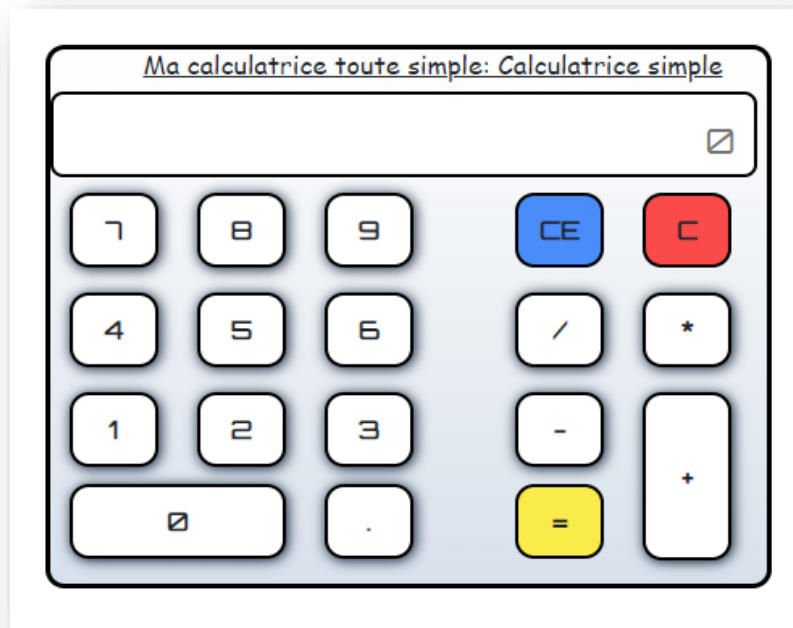 Ma calculatrice toute simple: Calculatrice simple
0
7 8 9 CE C
4 5 6 / *
1 2 3 - +
0 . =